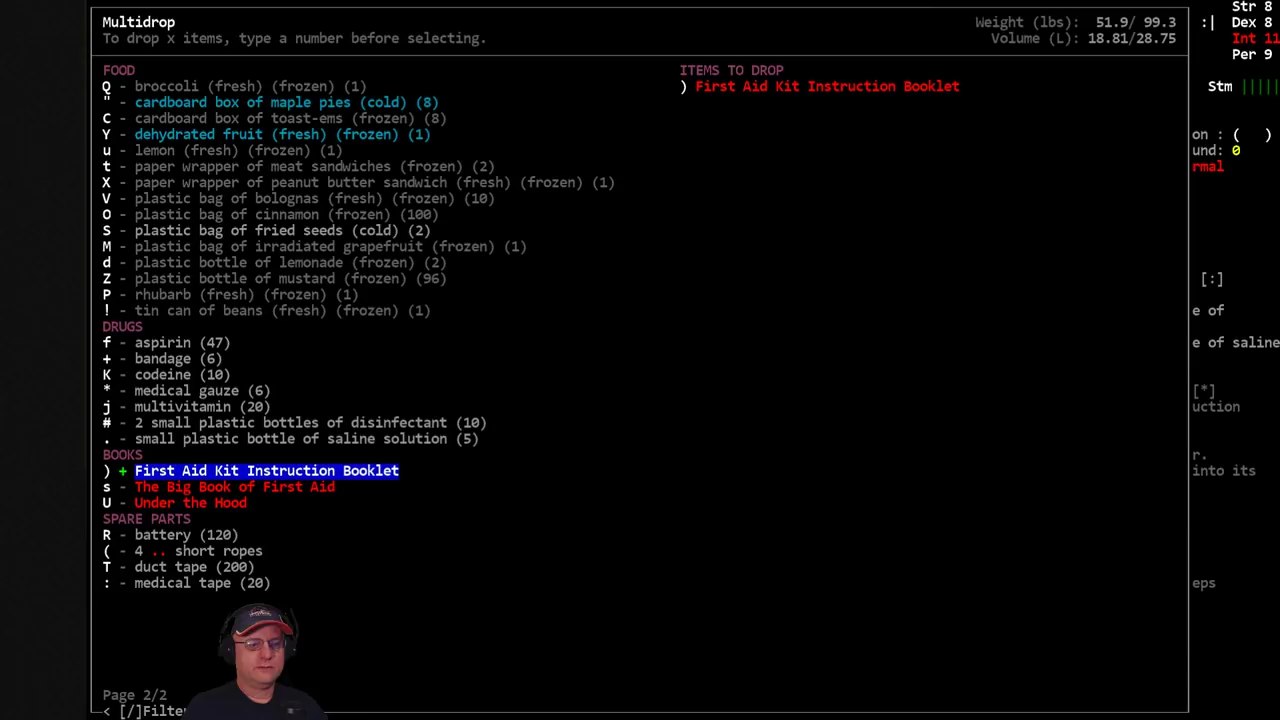 Multidrop
To drop x items, type a number before selecting.
Weight (lbs): 51.9/ 99.3
Volume (L): 18.81/28.75
FOOD
Q - broccoli (fresh) (frozen) (1)
" - cardboard box of maple pies (cold) (8)
C - cardboard box of toast-ems (frozen) (8)
Y - dehydrated fruit (fresh) (frozen) (1)
u - lemon (fresh) (frozen) (1)
t - paper wrapper of meat sandwiches (frozen) (2)
X - paper wrapper of peanut butter sandwich (fresh) (frozen) (1)
V - plastic bag of bolognas (fresh) (frozen) (10)
O - plastic bag of cinnamon (frozen) (100)
S - plastic bag of fried seeds (cold) (2)
M - plastic bag of irradiated grapefruit (frozen) (1)
d - plastic bottle of lemonade (frozen) (2)
Z - plastic bottle of mustard (frozen) (96)
P - rhubarb (fresh) (frozen) (1)
! - tin can of beans (fresh) (frozen) (1)
DRUGS
f - aspirin (47)
+ - bandage (6)
K - codeine (10)
* - medical gauze (6)
j - multivitamin (20)
# - 2 small plastic bottles of disinfectant (10)
. - small plastic bottle of saline solution (5)
BOOKS
) + First Aid Kit Instruction Booklet
s - The Big Book of First Aid
U - Under the Hood
SPARE PARTS
R - battery (120)
( - 4 .. short ropes
T - duct tape (200)
: - medical tape (20)
Page 2/2
< [/]Filter
ITEMS TO DROP
) First Aid Kit Instruction Booklet
Str 8
:| Dex 8
Int 11
Per 9
Stm |||||
on : ( )
und: 0
rmal
[:]
e of
e of saline
[*]
uction
r.
into its
eps